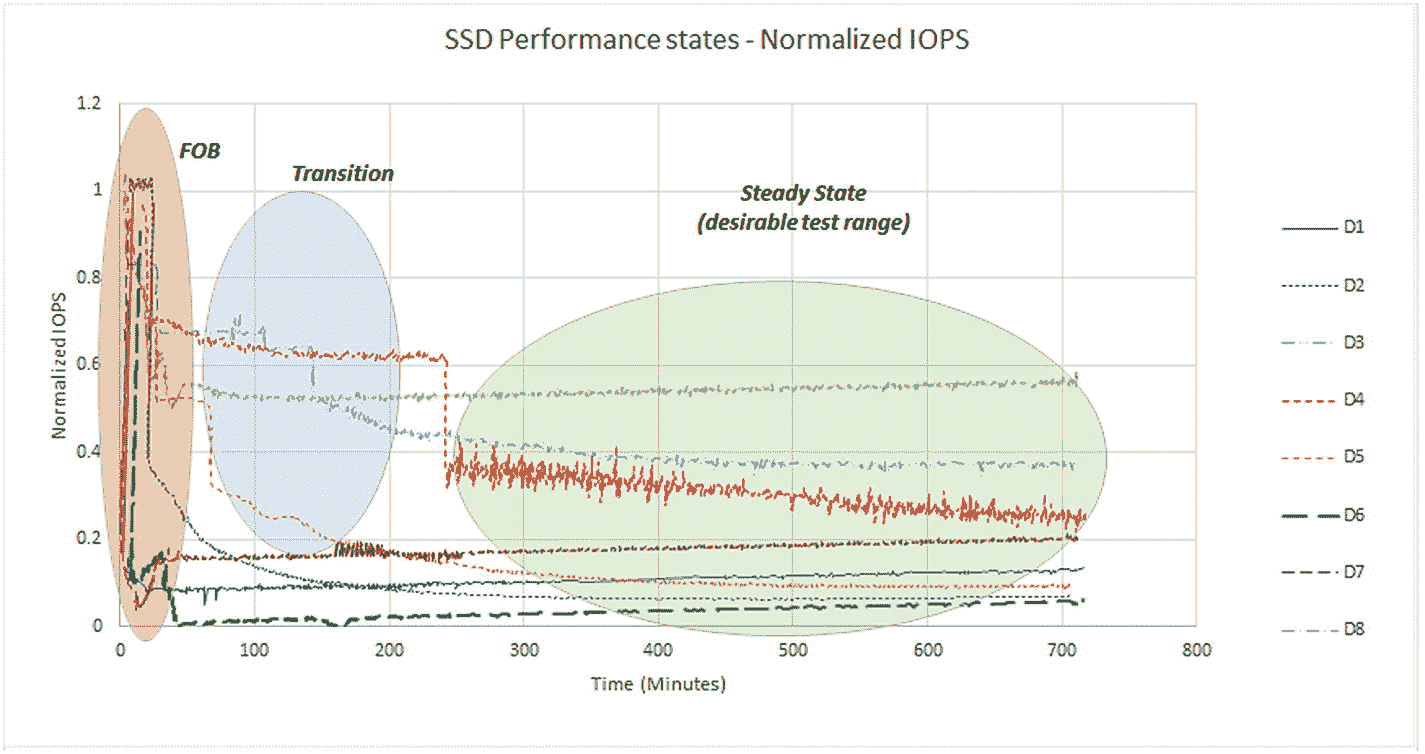 SSD Performance states - Normalized IOPS
1.2
1
0.8
0.6
0.4
0.2
0
Normalized IOPS
FOB
Transition
Steady State
(desirable test range)
0 100 200 300 400 500 600 700 800
Time (Minutes)
D1
D2
D3
D4
D5
D6
D7
D8